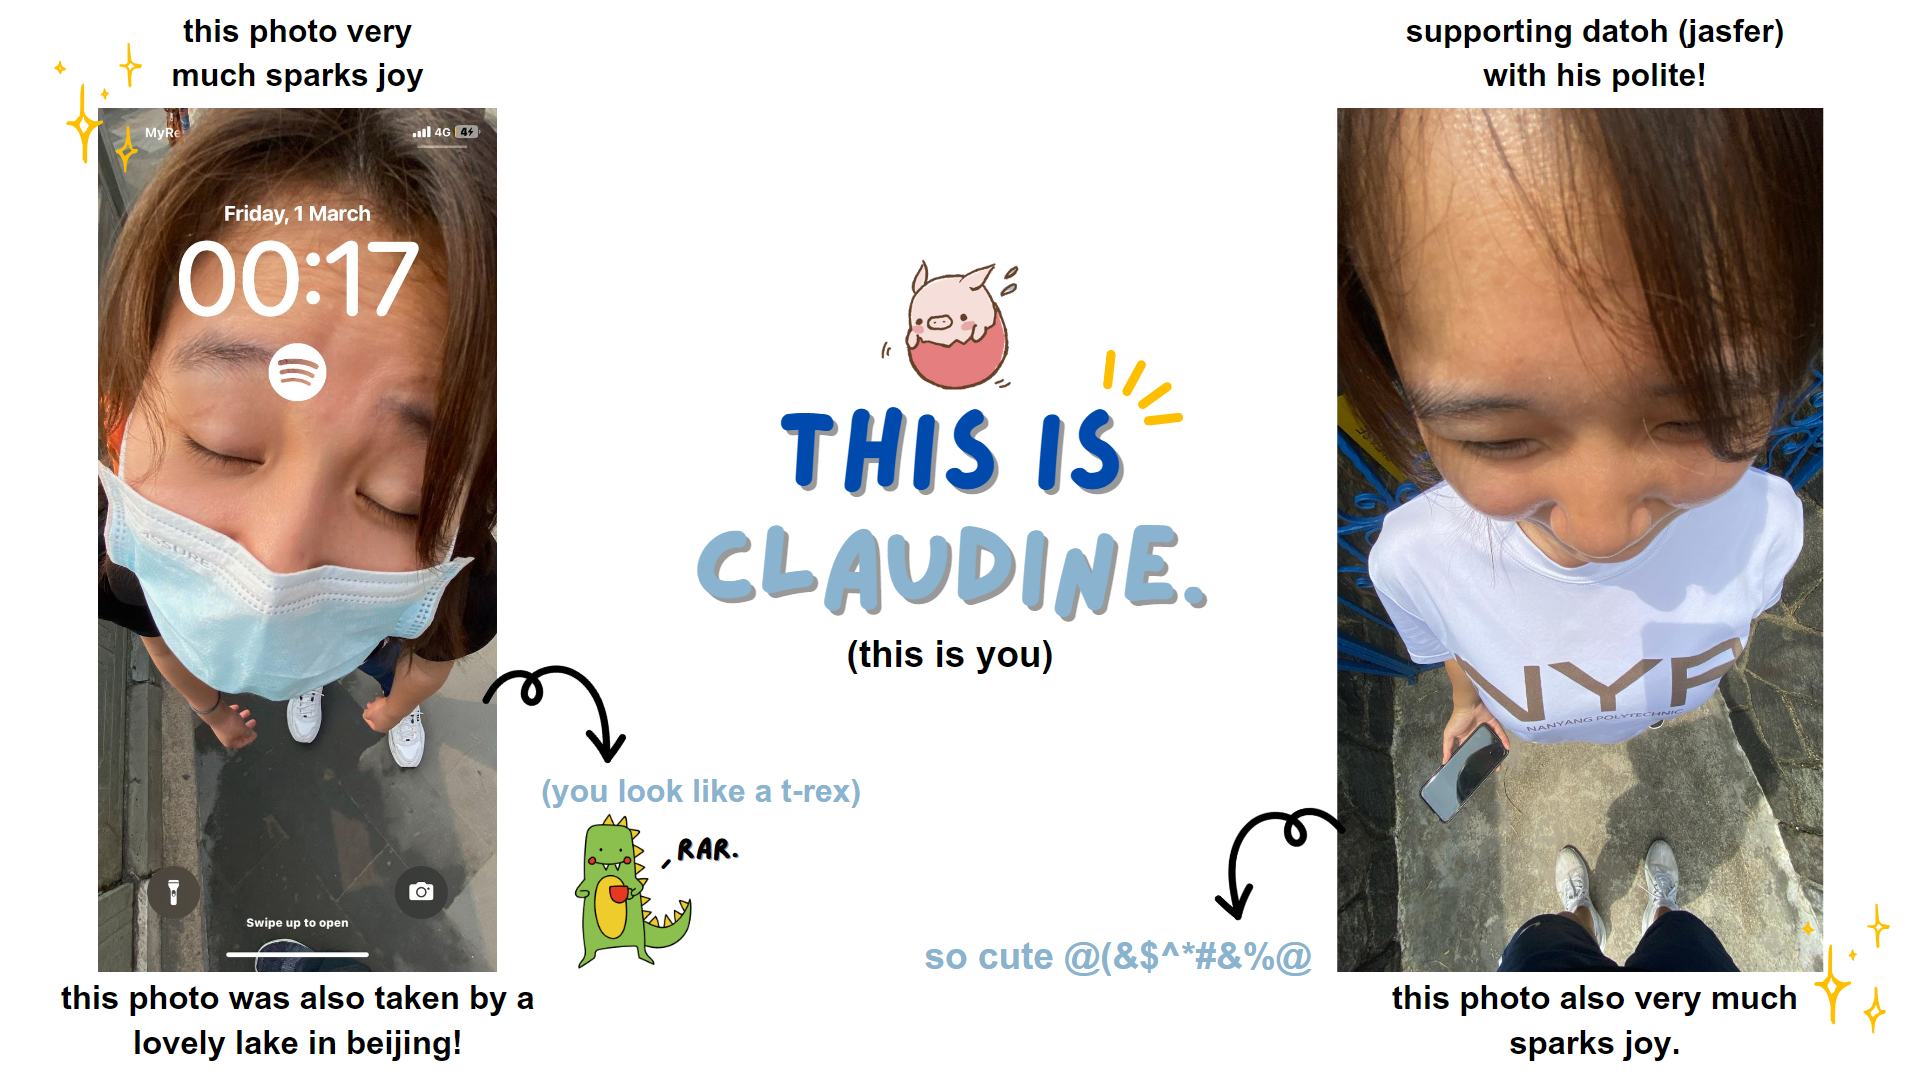 this photo very
much sparks joy
MyRe
4G
4
Friday, 1 March
00:17
ASSURE
Swipe up to open
this photo was also taken by a
lovely lake in beijing!
THIS IS
CLAUDINE.
(this is you)
(you look like a t-rex)
, RAR.
so cute @(&$^*#&%@
supporting datoh (jasfer)
with his polite!
NYP
NANYANG POLYTECHNIC
this photo also very much
sparks joy.